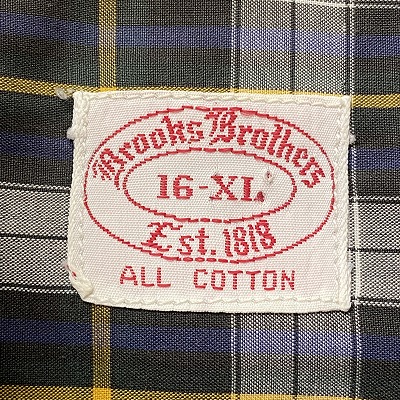 Brooks Brothers
16-XL
Est. 1818
ALL COTTON